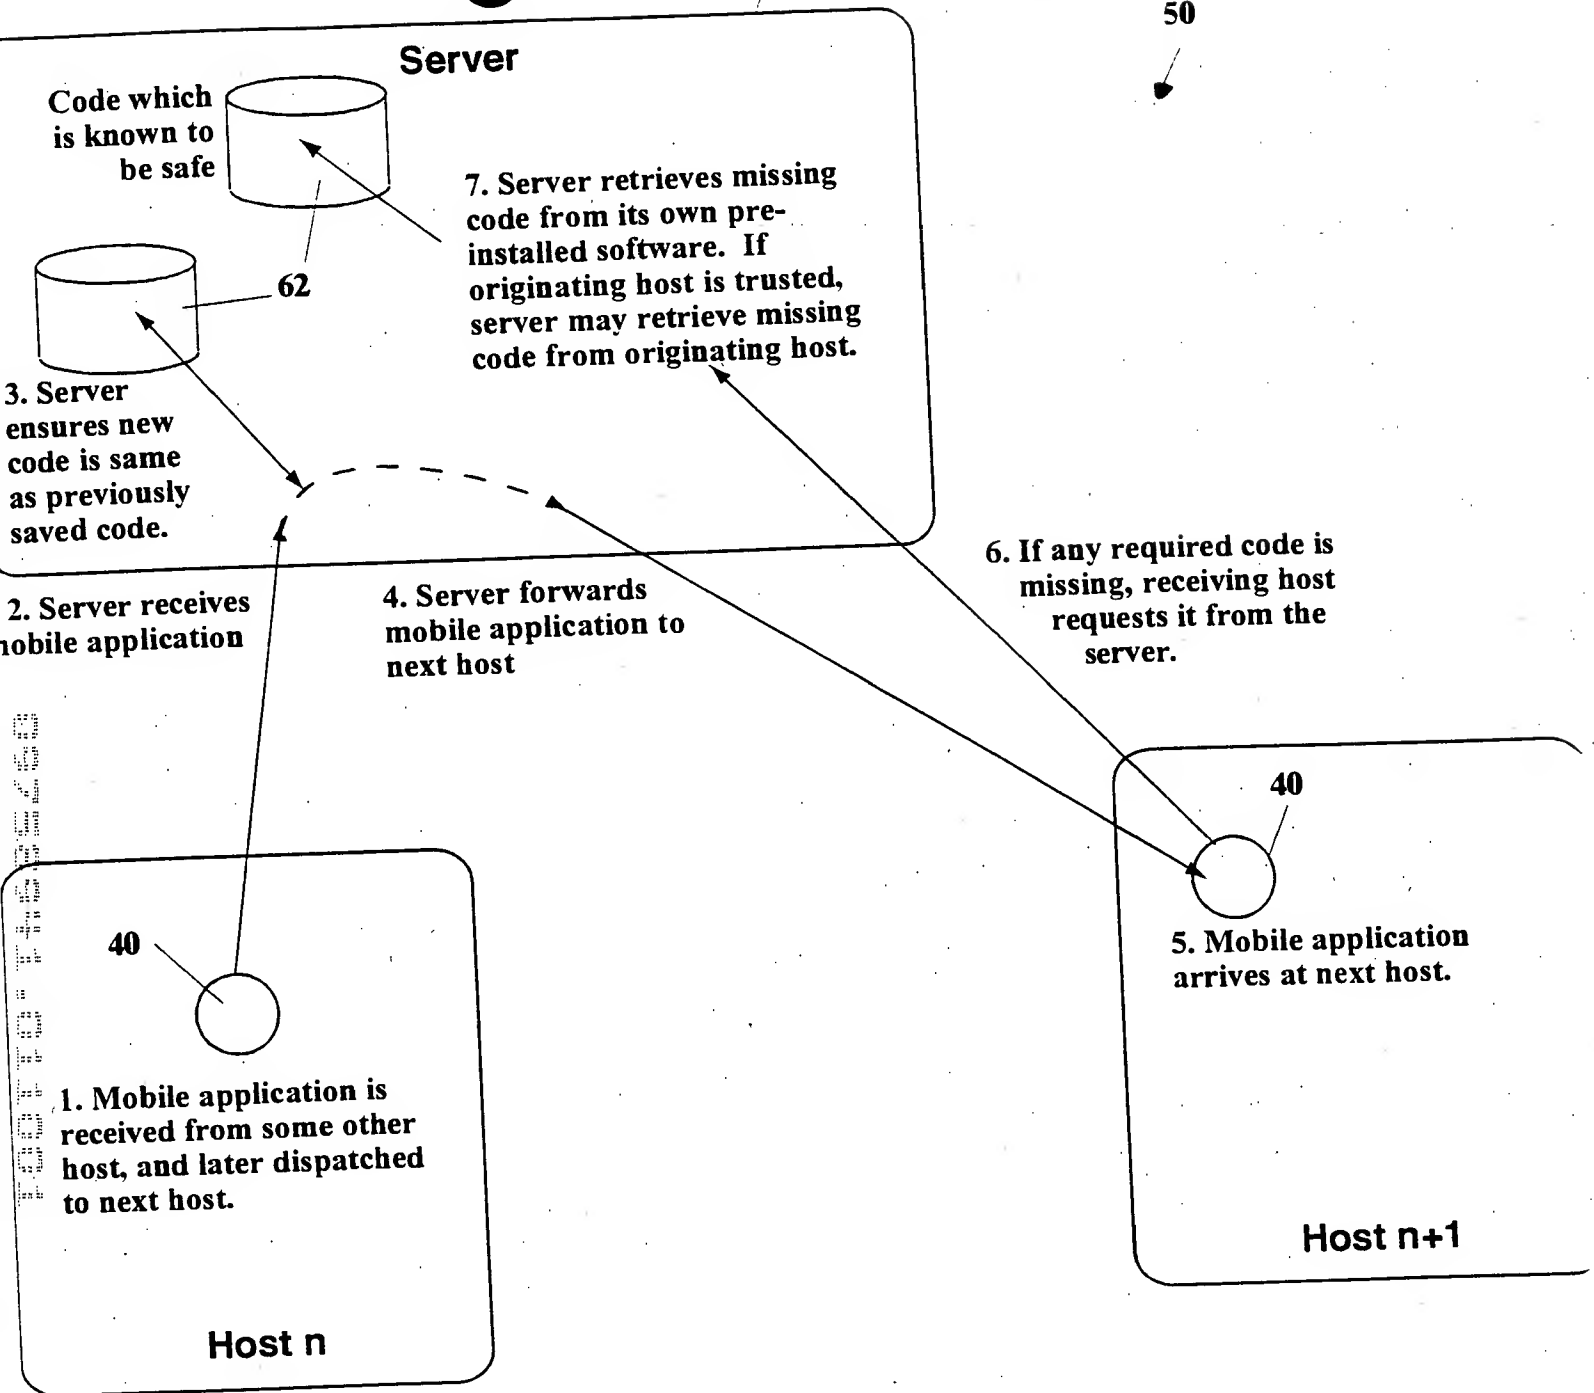 50
Server
Code which
is known to
be safe
7. Server retrieves missing
code from its own pre-
installed software. If
originating host is trusted,
server may retrieve missing
code from originating host.
62
3. Server
ensures new
code is same
as previously
saved code.
2. Server receives
mobile application
4. Server forwards
mobile application to
next host
6. If any required code is
missing, receiving host
requests it from the
server.
40
5. Mobile application
arrives at next host.
Host n+1
40
1. Mobile application is
received from some other
host, and later dispatched
to next host.
Host n